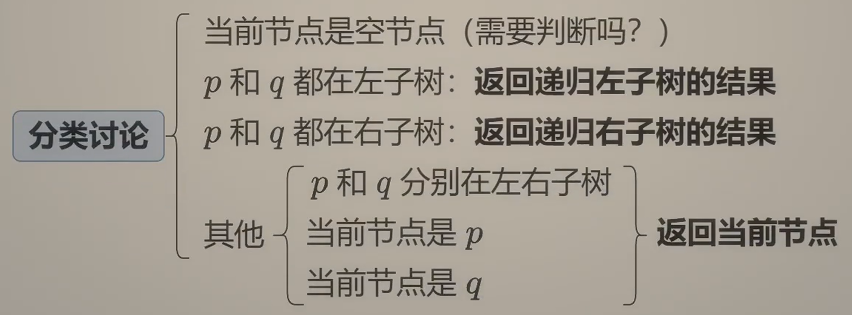 分类讨论
当前节点是空节点（需要判断吗？）
p 和 q 都在左子树：返回递归左子树的结果
p 和 q 都在右子树：返回递归右子树的结果
其他
p 和 q 分别在左右子树
当前节点是 p
当前节点是 q
返回当前节点